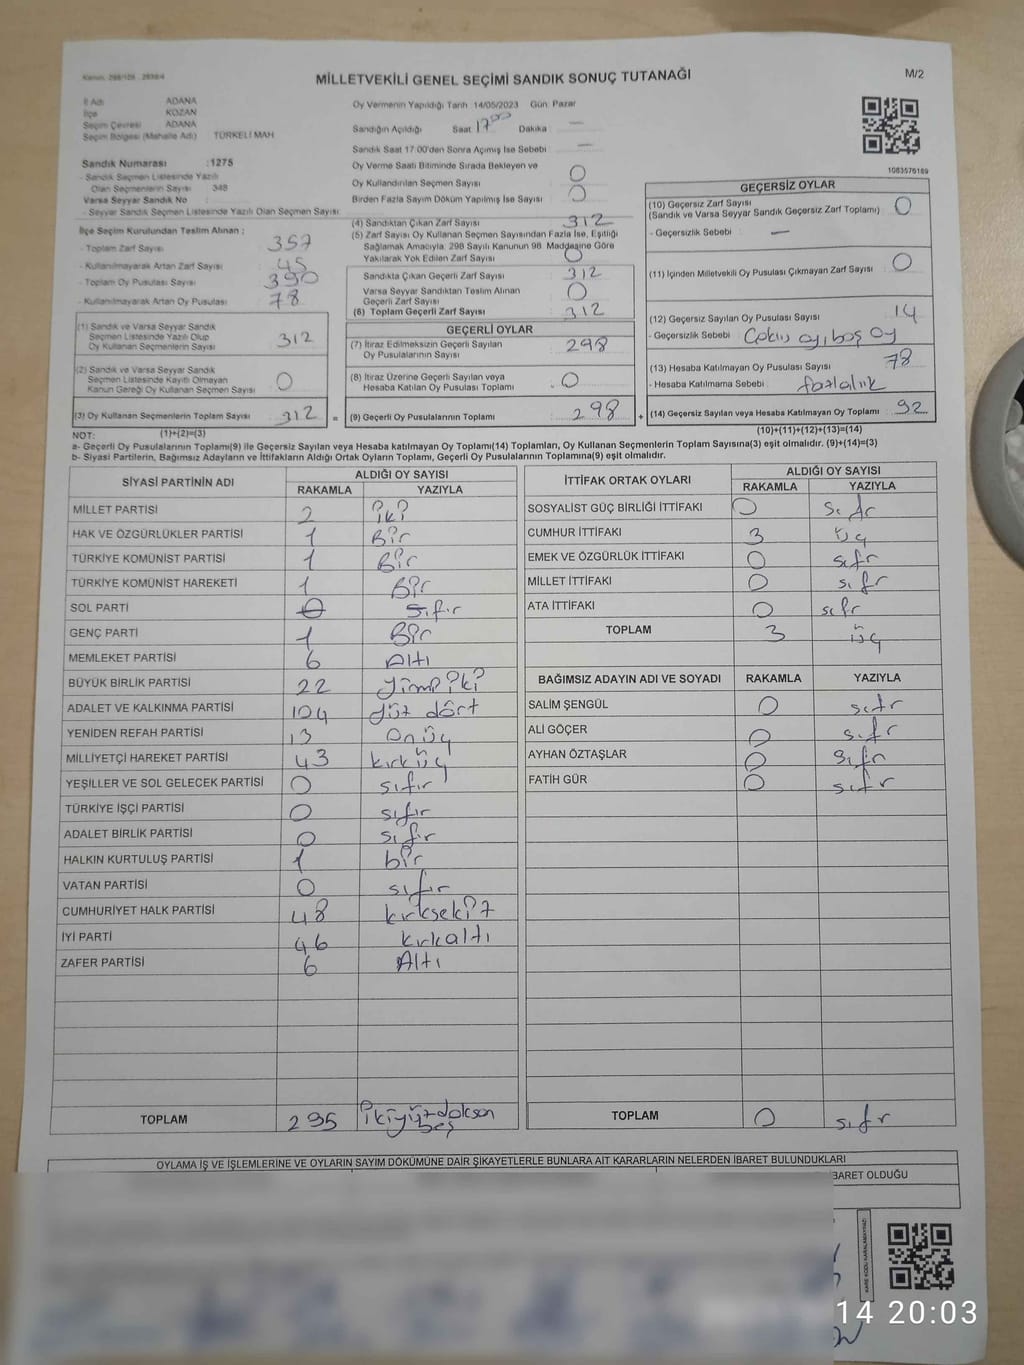 Kanun: 298/105 - 2839/4
MİLLETVEKİLİ GENEL SEÇİMİ SANDIK SONUÇ TUTANAĞI
M/2
İl Adı ADANA
İlçe KOZAN
Seçim Çevresi ADANA
Seçim Bölgesi (Mahalle Adı) TÜRKELİ MAH
Sandık Numarası :1275
- Sandık Seçmen Listesinde Yazılı
Olan Seçmenlerin Sayısı 348
Varsa Seyyar Sandık No
- Seyyar Sandık Seçmen Listesinde Yazılı Olan Seçmen Sayısı:
İlçe Seçim Kurulundan Teslim Alınan :
- Toplam Zarf Sayısı 357
- Kullanılmayarak Artan Zarf Sayısı 45
- Toplam Oy Pusulası Sayısı 390
- Kullanılmayarak Artan Oy Pusulası 78
(1) Sandık ve Varsa Seyyar Sandık
Seçmen Listesinde Yazılı Olup
Oy Kullanan Seçmenlerin Sayısı 312
(2) Sandık ve Varsa Seyyar Sandık
Seçmen Listesinde Kayıtlı Olmayan
Kanun Gereği Oy Kullanan Seçmen Sayısı 0
(3) Oy Kullanan Seçmenlerin Toplam Sayısı 312 =
(1)+(2)=(3)
Oy Vermenin Yapıldığı Tarih 14/05/2023 Gün: Pazar
Sandığın Açıldığı Saat 17⁰⁰ Dakika —
Sandık Saat 17:00'den Sonra Açımış İse Sebebi —
Oy Verme Saati Bitiminde Sırada Bekleyen ve
Oy Kullandırılan Seçmen Sayısı 0
Birden Fazla Sayım Döküm Yapılmış İse Sayısı 0
(4) Sandıktan Çıkan Zarf Sayısı 312
(5) Zarf Sayısı Oy Kullanan Seçmen Sayısından Fazla İse, Eşitliği
Sağlamak Amacıyla; 298 Sayılı Kanunun 98. Maddesine Göre
Yakılarak Yok Edilen Zarf Sayısı 0
Sandıkta Çıkan Geçerli Zarf Sayısı 312
Varsa Seyyar Sandıktan Teslim Alınan
Geçerli Zarf Sayısı 0
(6) Toplam Geçerli Zarf Sayısı 312
GEÇERLİ OYLAR
(7) İtiraz Edilmeksizin Geçerli Sayılan
Oy Pusulalarının Sayısı 298
(8) İtiraz Üzerine Geçerli Sayılan veya
Hesaba Katılan Oy Pusulası Toplamı 0
(9) Geçerli Oy Pusulalarının Toplamı 298 +
1083576189
GEÇERSİZ OYLAR
(10) Geçersiz Zarf Sayısı
(Sandık ve Varsa Seyyar Sandık Geçersiz Zarf Toplamı) 0
- Geçersizlik Sebebi : —
(11) İçinden Milletvekili Oy Pusulası Çıkmayan Zarf Sayısı : 0
(12) Geçersiz Sayılan Oy Pusulası Sayısı : 14
- Geçersizlik Sebebi : oy, boş oy
(13) Hesaba Katılmayan Oy Pusulası Sayısı : 78
- Hesaba Katılmama Sebebi : fazlalık
(14) Geçersiz Sayılan veya Hesaba Katılmayan Oy Toplamı : 92
(10)+(11)+(12)+(13)=(14)
NOT:
a- Geçerli Oy Pusulalarının Toplamı(9) ile Geçersiz Sayılan veya Hesaba katılmayan Oy Toplamı(14) Toplamları, Oy Kullanan Seçmenlerin Toplam Sayısına(3) eşit olmalıdır. (9)+(14)=(3)
b- Siyasi Partilerin, Bağımsız Adayların ve İttifakların Aldığı Ortak Oyların Toplamı, Geçerli Oy Pusulalarının Toplamına(9) eşit olmalıdır.
SİYASİ PARTİNİN ADI ALDIĞI OY SAYISI
RAKAMLA YAZIYLA
MİLLET PARTİSİ 2 iki
HAK VE ÖZGÜRLÜKLER PARTİSİ 1 Bir
TÜRKİYE KOMÜNİST PARTİSİ 1 Bir
TÜRKİYE KOMÜNİST HAREKETİ 1 Bir
SOL PARTİ 0 Sıfır
GENÇ PARTİ 1 Bir
MEMLEKET PARTİSİ 6 Altı
BÜYÜK BİRLİK PARTİSİ 22 yirmi iki
ADALET VE KALKINMA PARTİSİ 104 yüz dört
YENİDEN REFAH PARTİSİ 13 onüç
MİLLİYETÇİ HAREKET PARTİSİ 43 kırküç
YEŞİLLER VE SOL GELECEK PARTİSİ 0 sıfır
TÜRKİYE İŞÇİ PARTİSİ 0 sıfır
ADALET BİRLİK PARTİSİ 0 sıfır
HALKIN KURTULUŞ PARTİSİ 1 bir
VATAN PARTİSİ 0 sıfır
CUMHURİYET HALK PARTİSİ 48 kırksekiz
İYİ PARTİ 46 kırkaltı
ZAFER PARTİSİ 6 Altı
TOPLAM 295 ikiyüzdoksan
beş
İTTİFAK ORTAK OYLARI ALDIĞI OY SAYISI
RAKAMLA YAZIYLA
SOSYALİST GÜÇ BİRLİĞİ İTTİFAKI 0 sıfır
CUMHUR İTTİFAKI 3 üç
EMEK VE ÖZGÜRLÜK İTTİFAKI 0 sıfır
MİLLET İTTİFAKI 0 sıfır
ATA İTTİFAKI 0 sıfır
TOPLAM 3 üç
BAĞIMSIZ ADAYIN ADI VE SOYADI RAKAMLA YAZIYLA
SALİM ŞENGÜL 0 sıfır
ALİ GÖÇER 0 sıfır
AYHAN ÖZTAŞLAR 0 sıfır
FATİH GÜR 0 sıfır
TOPLAM 0 sıfır
OYLAMA İŞ VE İŞLEMLERİNE VE OYLARIN SAYIM DÖKÜMÜNE DAİR ŞİKAYETLERLE BUNLARA AİT KARARLARIN NELERDEN İBARET BULUNDUKLARI
BARET OLDUĞU
KARE KODU KARALAMAYINIZ!
14 20:03